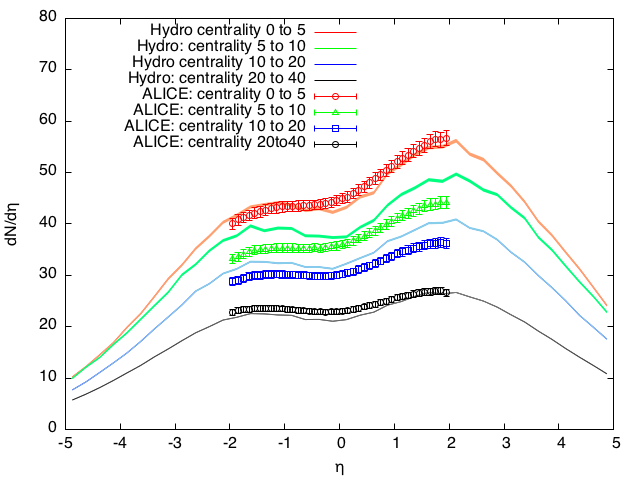 80
70
60
50
40
30
20
10
0
dN/dη
Hydro centrality 0 to 5
Hydro: centrality 5 to 10
Hydro centrality 10 to 20
Hydro: centrality 20 to 40
ALICE: centrality 0 to 5
ALICE: centrality 5 to 10
ALICE: centrality 10 to 20
ALICE: centrality 20to40
-5 -4 -3 -2 -1 0 1 2 3 4 5
η